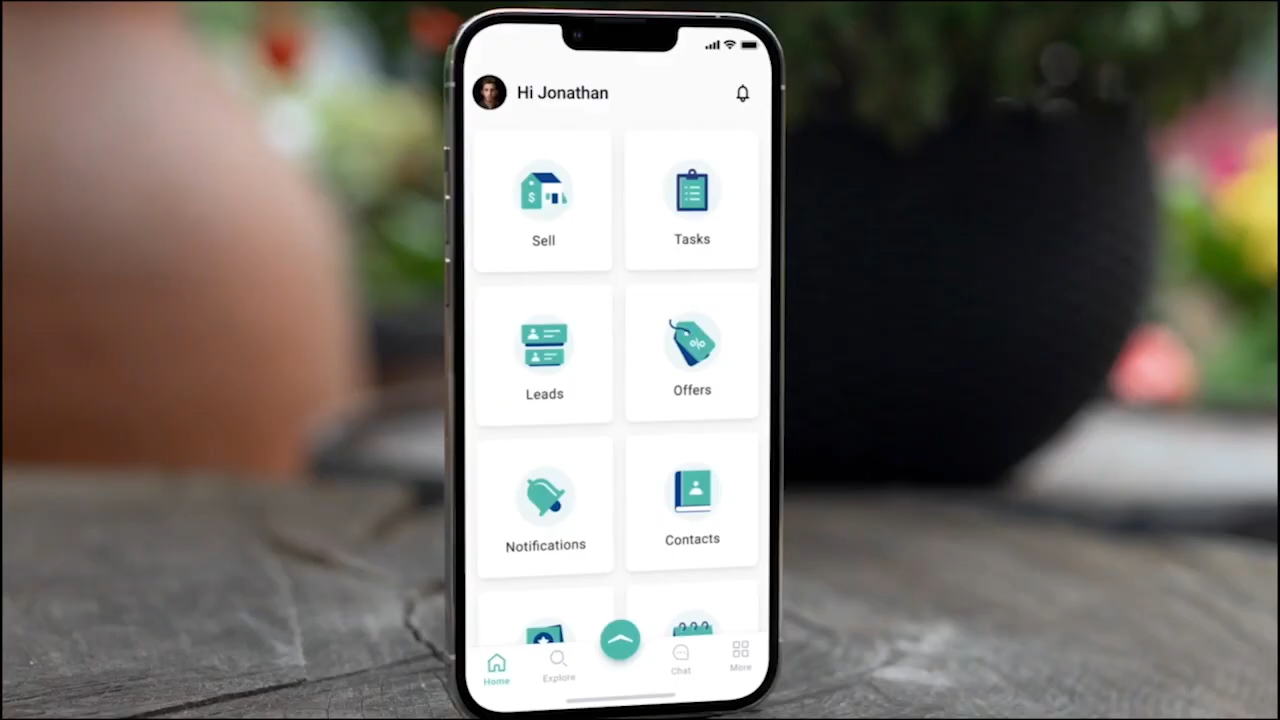 Hi Jonathan
Sell
Tasks
$
Leads
Offers
%
Notifications
Contacts
Home
Explore
Chat
More